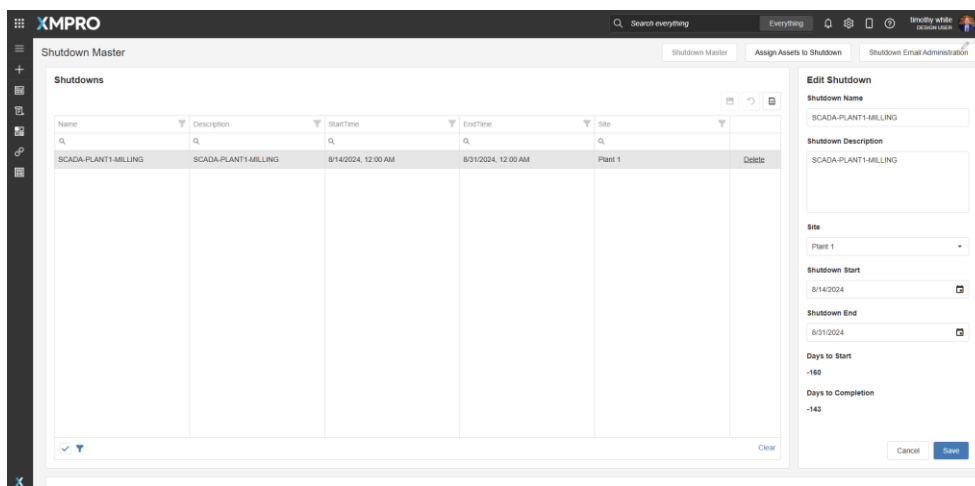 XMPRO
Search everything
Everything
timothy white
DESIGN USER
Shutdown Master
Shutdown Master
Assign Assets to Shutdown
Shutdown Email Administration
Shutdowns
Name Description StartTime EndTime Site
SCADA-PLANT1-MILLING SCADA-PLANT1-MILLING 8/14/2024, 12:00 AM 8/31/2024, 12:00 AM Plant 1 Delete
Clear
Edit Shutdown
Shutdown Name
SCADA-PLANT1-MILLING
Shutdown Description
SCADA-PLANT1-MILLING
Site
Plant 1
Shutdown Start
8/14/2024
Shutdown End
8/31/2024
Days to Start
-160
Days to Completion
-143
Cancel Save